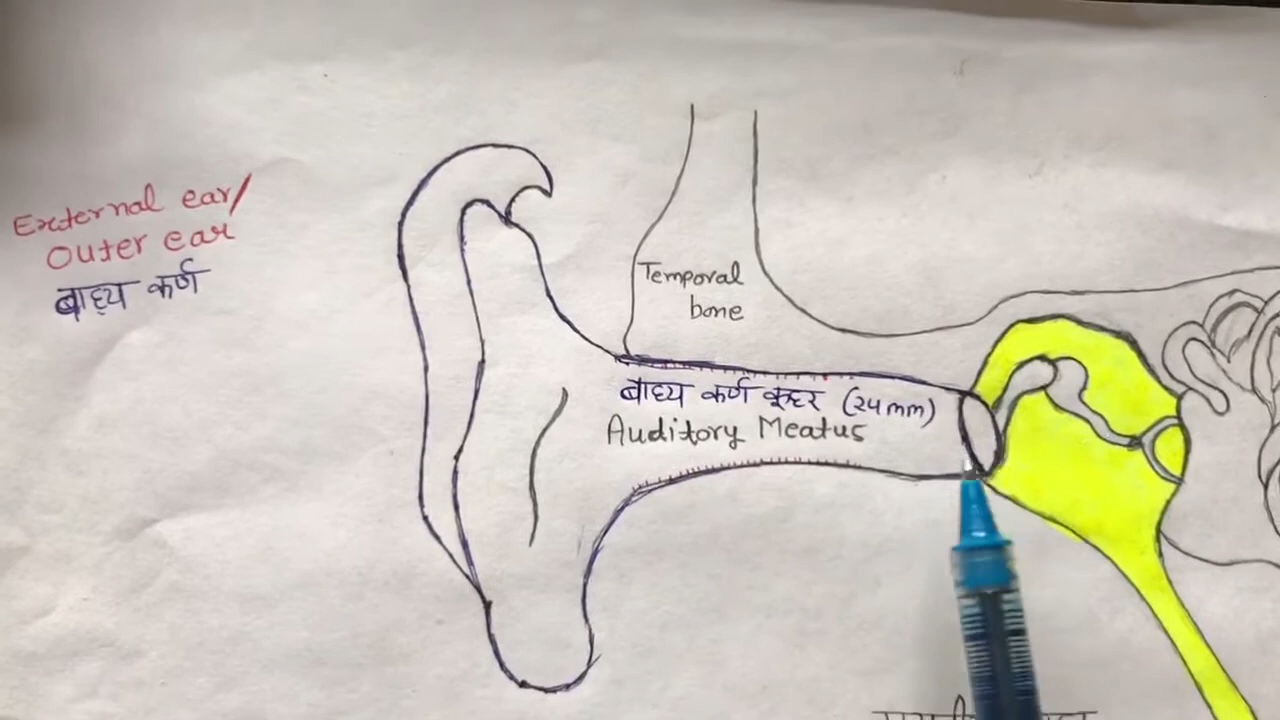 External ear/
Outer ear
बाह्य कर्ण
Temporal
bone
बाह्य कर्ण कूहर (24mm)
Auditory Meatus